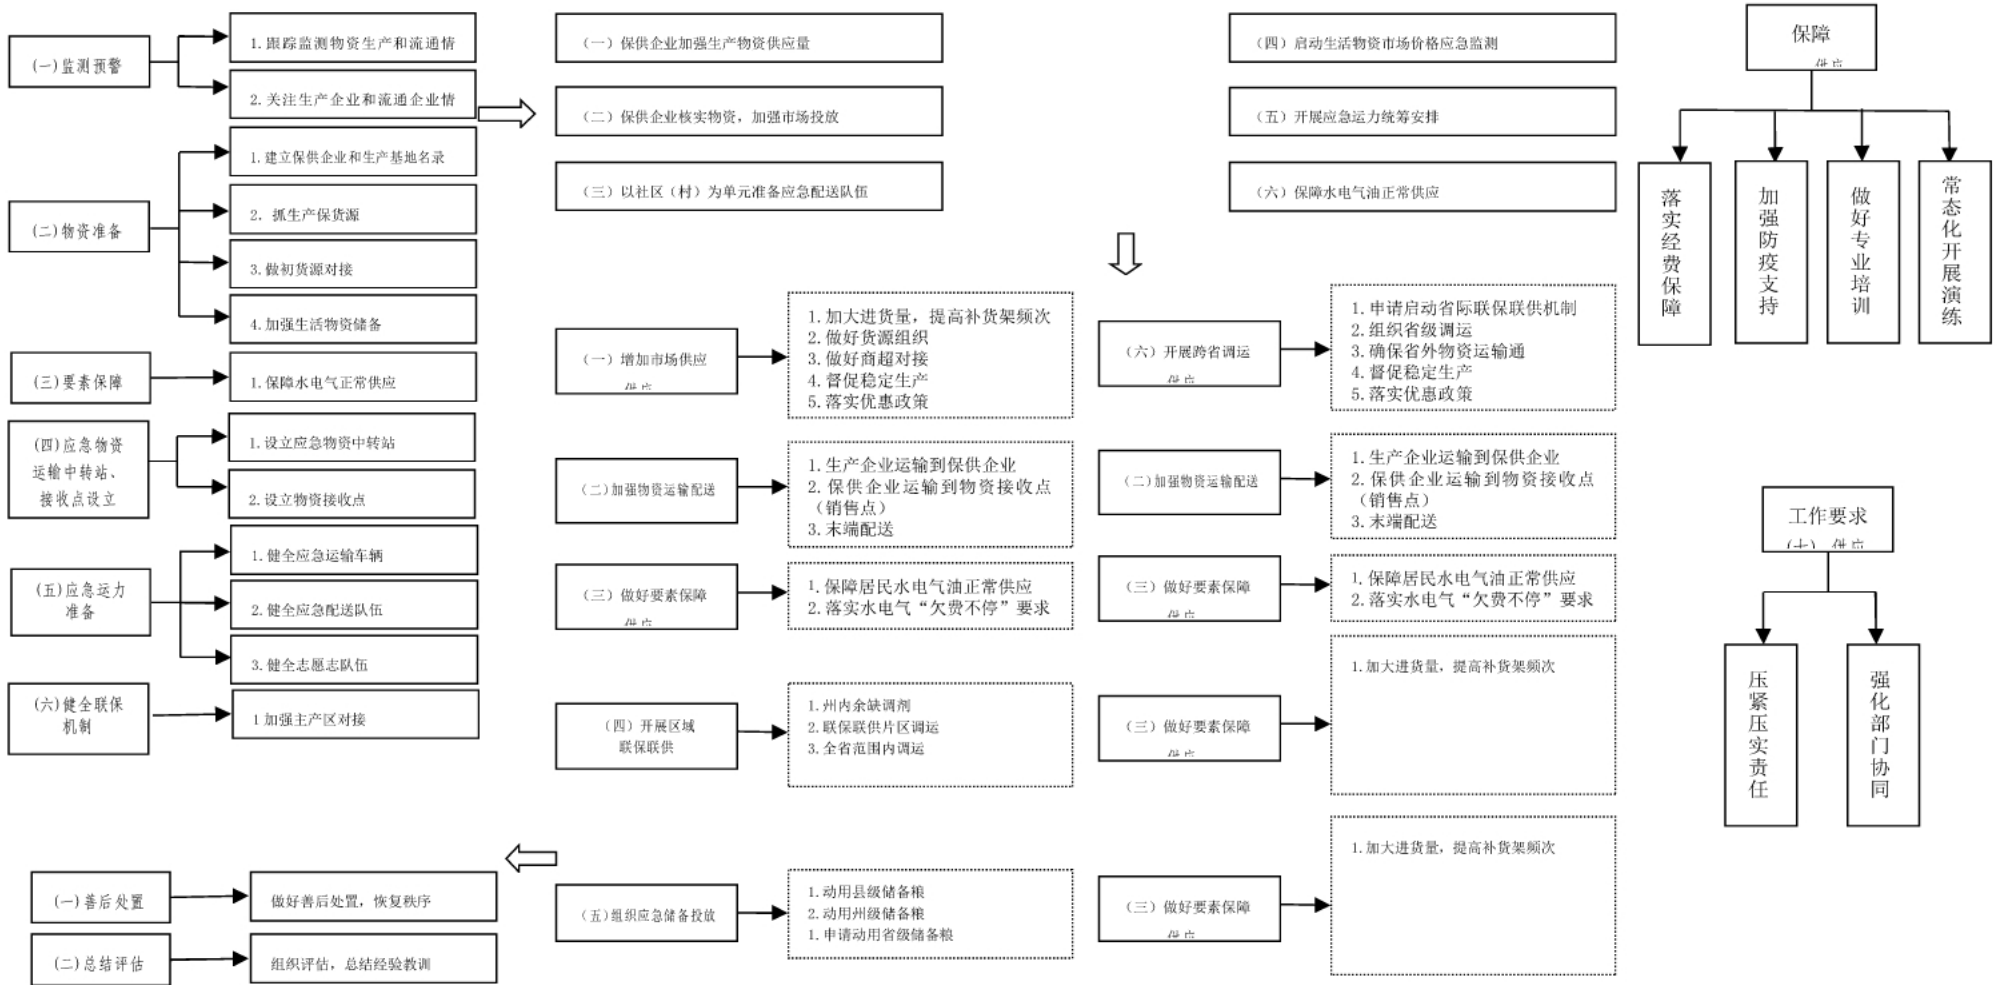 (一)监测预警
1.跟踪监测物资生产和流通情
2.关注生产企业和流通企业情
(二)物资准备
1.建立保供企业和生产基地名录
2. 抓生产保货源
3.做初货源对接
4.加强生活物资储备
(三)要素保障
1.保障水电气正常供应
(四)应急物资
运输中转站、
接收点设立
1.设立应急物资中转站
2.设立物资接收点
(五)应急运力
准备
1.健全应急运输车辆
2.健全应急配送队伍
3.健全志愿志队伍
(六)健全联保
机制
1加强主产区对接
(一)善后处置
做好善后处置，恢复秩序
(二)总结评估
组织评估，总结经验教训
（一）保供企业加强生产物资供应量
（二）保供企业核实物资，加强市场投放
（三）以社区（村）为单元准备应急配送队伍
（四）启动生活物资市场价格应急监测
（五）开展应急运力统筹安排
（六）保障水电气油正常供应
（一）增加市场供应
供应
1.加大进货量，提高补货架频次
2.做好货源组织
3.做好商超对接
4.督促稳定生产
5.落实优惠政策
（二)加强物资运输配送
1.生产企业运输到保供企业
2.保供企业运输到物资接收点
（销售点）
3.末端配送
（三）做好要素保障
供应
1.保障居民水电气油正常供应
2.落实水电气“欠费不停”要求
（四）开展区域
联保联供
1.州内余缺调剂
2.联保联供片区调运
3.全省范围内调运
（五)组织应急储备投放
1.动用县级储备粮
2.动用州级储备粮
1.申请动用省级储备粮
（六）开展跨省调运
供应
1.申请启动省际联保联供机制
2.组织省级调运
3.确保省外物资运输通
4.督促稳定生产
5.落实优惠政策
（二)加强物资运输配送
1.生产企业运输到保供企业
2.保供企业运输到物资接收点
（销售点）
3.末端配送
（三）做好要素保障
供应
1.保障居民水电气油正常供应
2.落实水电气“欠费不停”要求
（三）做好要素保障
供应
1.加大进货量，提高补货架频次
（三）做好要素保障
供应
1.加大进货量，提高补货架频次
保障
供应
落实经费保障
加强防疫支持
做好专业培训
常态化开展演练
工作要求
（七） 供应
压紧压实责任
强化部门协同